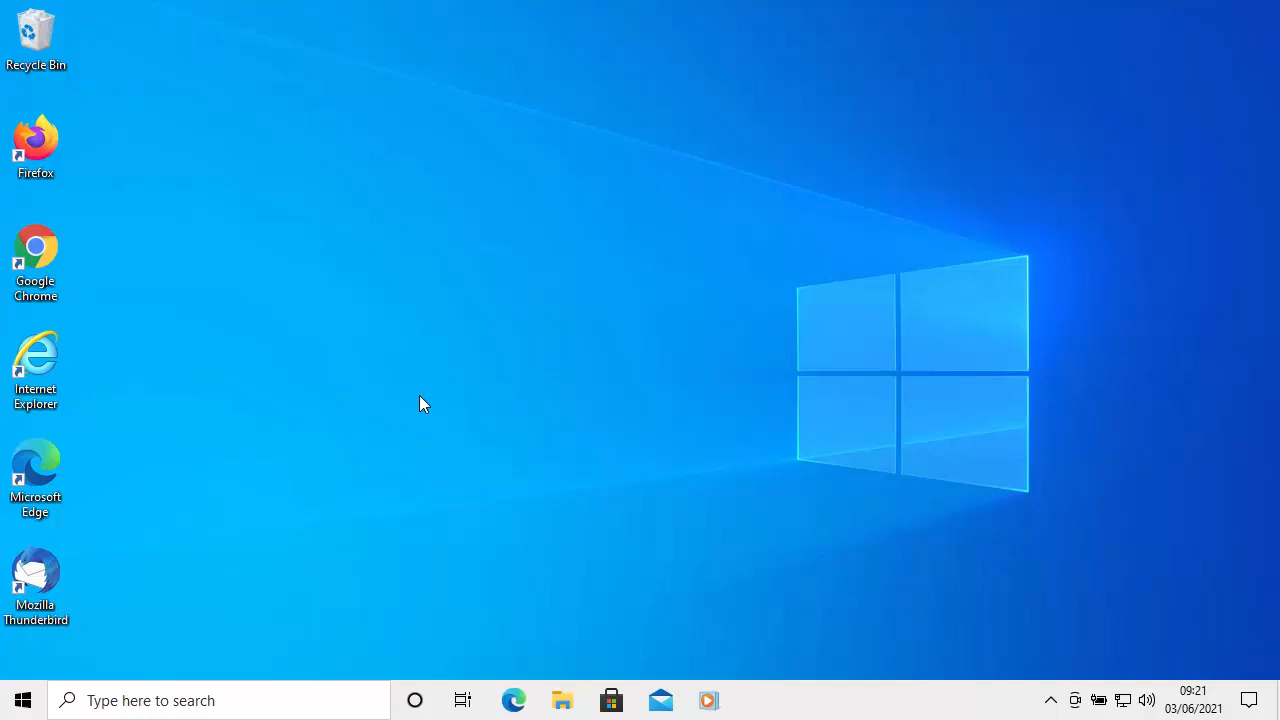 Recycle Bin
Firefox
Google
Chrome
Internet
Explorer
Microsoft
Edge
Mozilla
Thunderbird
Type here to search
09:21
03/06/2021